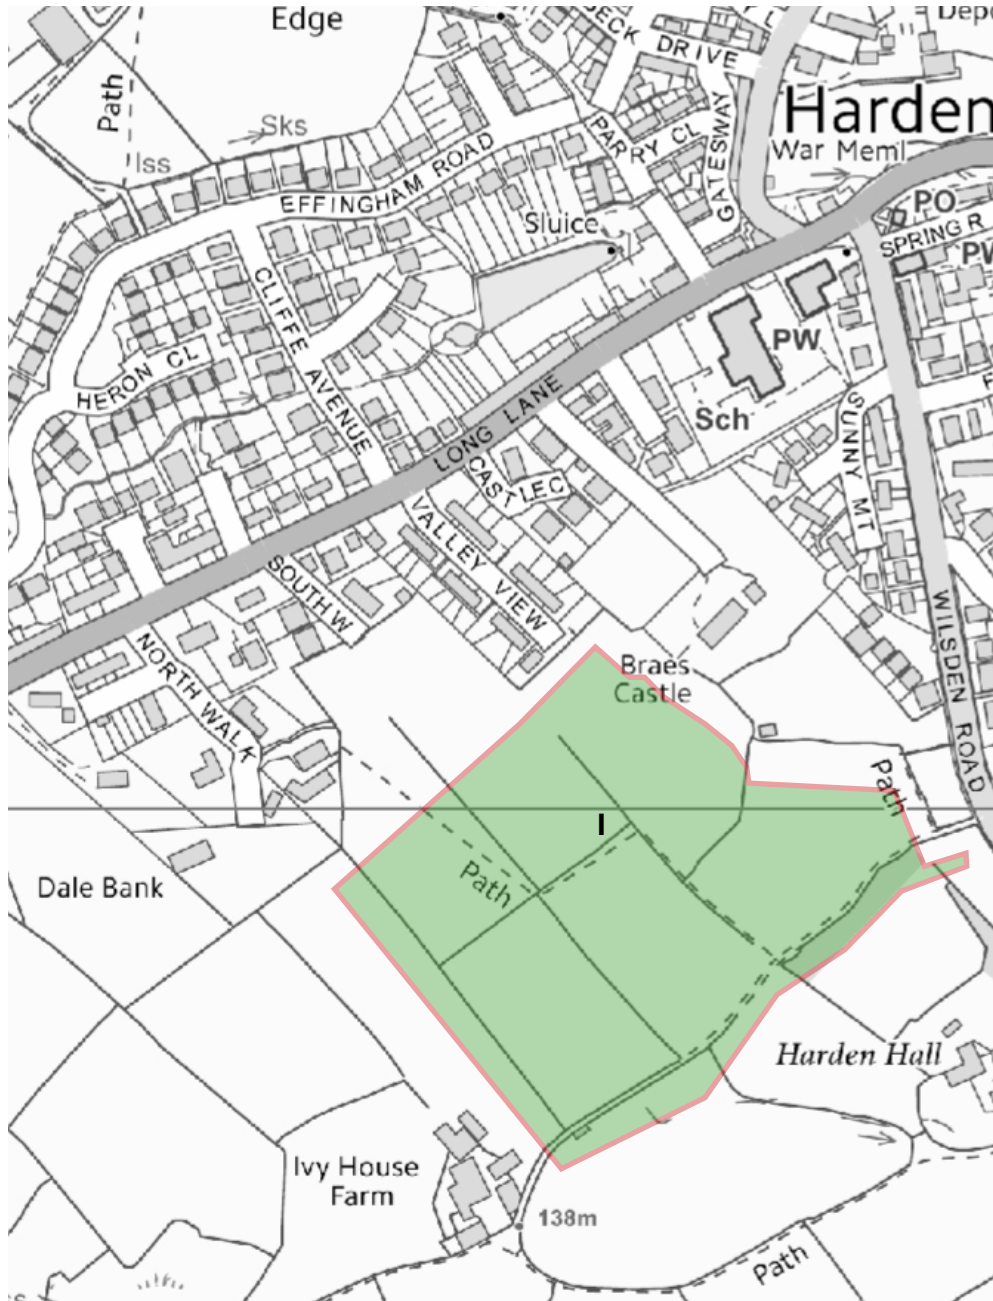 Edge
Depo
BECK DRIVE
Path
Harden
Sks
Iss
PARRY CL
GATESWAY
War Meml
EFFINGHAM ROAD
PO
Sluice
SPRING R
PW
CLIFFE AVENUE
PW
HERON CL
LONG LANE
Sch
SUNNY MT
CASTLE C
VALLEY VIEW
SOUTH W
WILSDEN ROAD
NORTH WALK
Braes
Castle
Path
I
Path
Dale Bank
Harden Hall
Ivy House
Farm
138m
Path